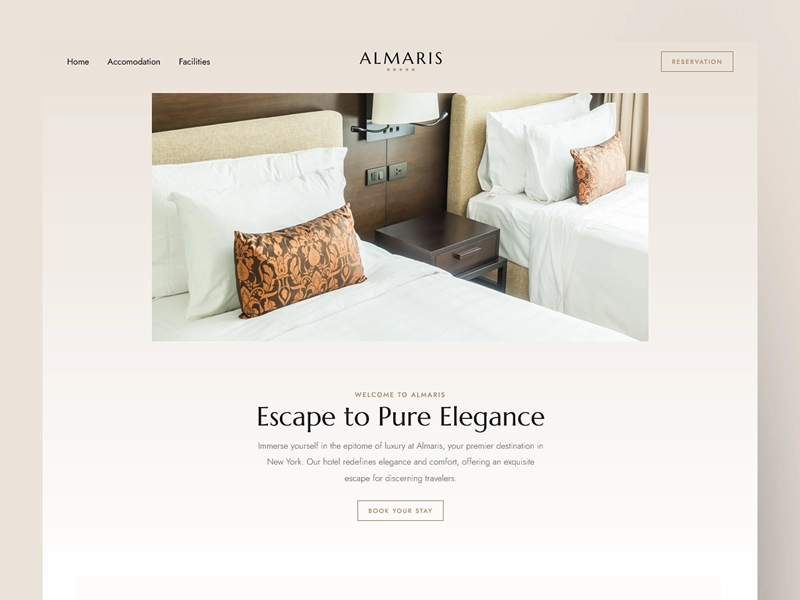 Home Accomodation Facilities
ALMARIS
RESERVATION
WELCOME TO ALMARIS
Escape to Pure Elegance
Immerse yourself in the epitome of luxury at Almaris, your premier destination in
New York. Our hotel redefines elegance and comfort, offering an exquisite
escape for discerning travelers.
BOOK YOUR STAY